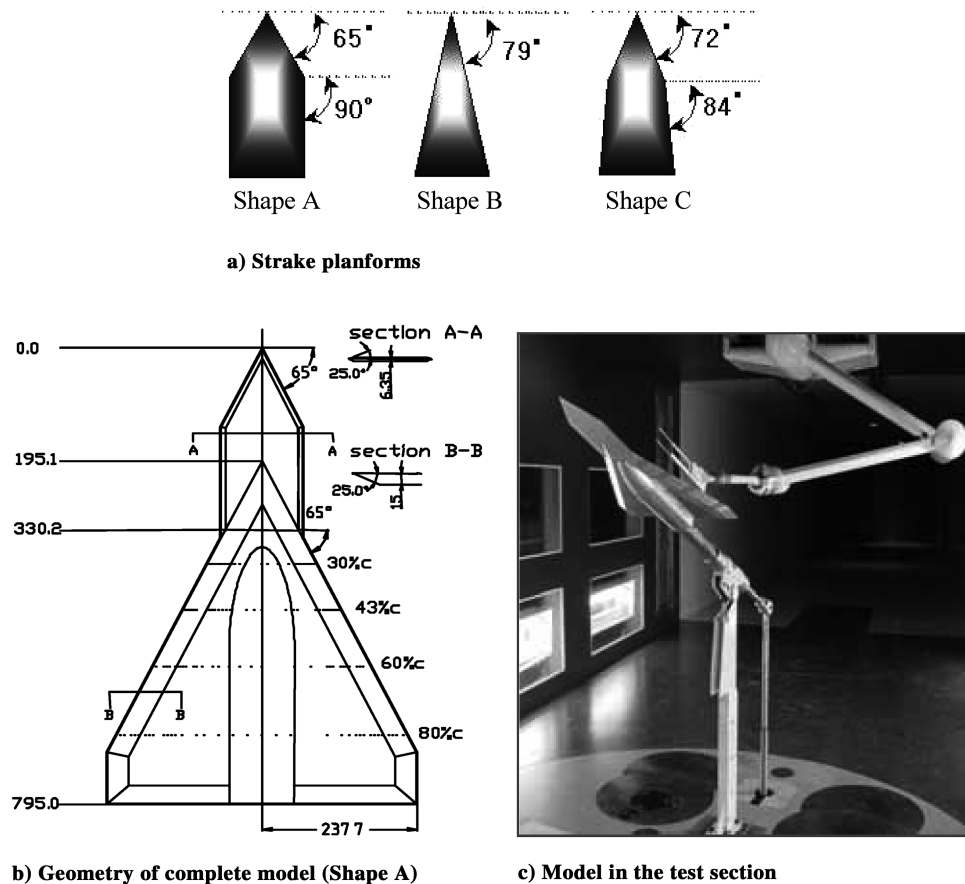 65°
90°
Shape A
79°
Shape B
72°
84°
Shape C
a) Strake planforms
0.0
65°
A
A
195.1
330.2
65°
30%c
43%c
60%c
B
B
80%c
795.0
237.7
section A-A
25.0°
6.35
section B-B
25.0°
15
b) Geometry of complete model (Shape A)
c) Model in the test section